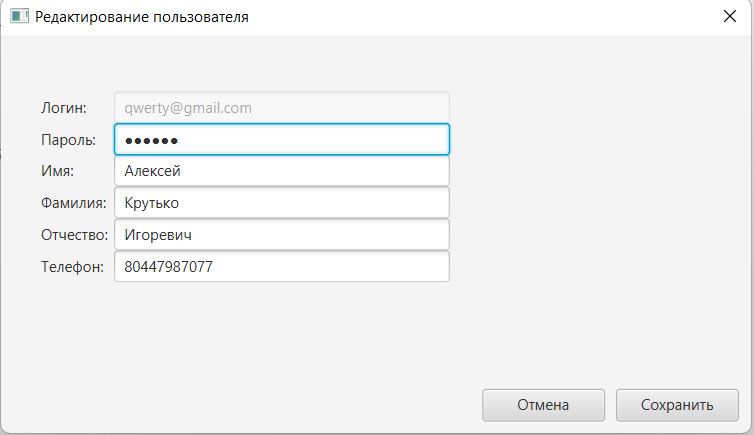 Редактирование пользователя
Логин: qwerty@gmail.com
Пароль: ●●●●●●
Имя: Алексей
Фамилия: Крутько
Отчество: Игоревич
Телефон: 80447987077
Отмена Сохранить